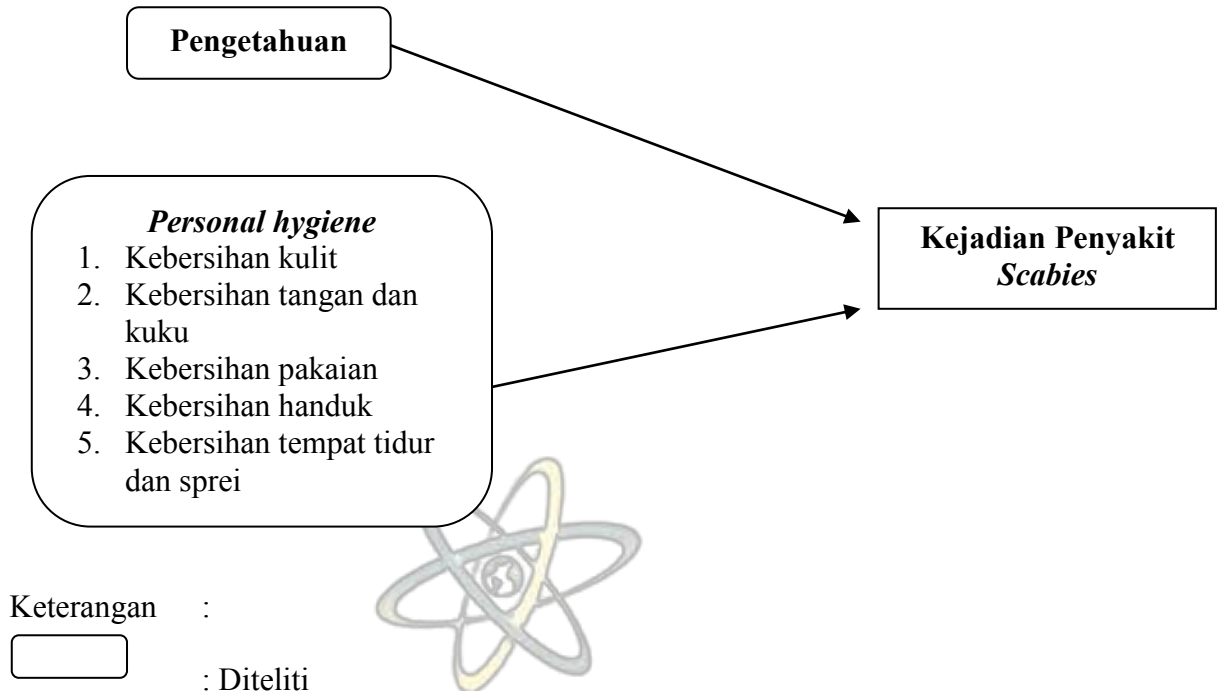 Pengetahuan
Personal hygiene
1. Kebersihan kulit
2. Kebersihan tangan dan
kuku
3. Kebersihan pakaian
4. Kebersihan handuk
5. Kebersihan tempat tidur
dan sprei
Kejadian Penyakit
Scabies
Keterangan :
: Diteliti